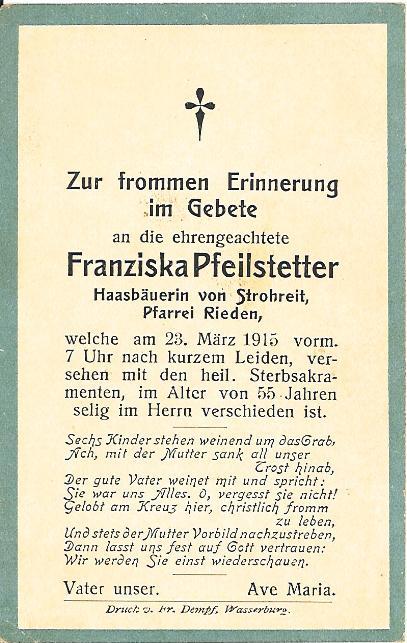 Zur frommen Erinnerung
im Gebete
an die ehrengeachtete
Franziska Pfeilstetter
Haasbäuerin von Strohreit,
Pfarrei Rieden,
welche am 23. März 1915 vorm.
7 Uhr nach kurzem Leiden, ver-
sehen mit den heil. Sterbsakra-
menten, im Alter von 55 Jahren
selig im Herrn verschieden ist.
Sechs Kinder stehen weinend um das Grab,
Ach, mit der Mutter sank all unser
Trost hinab,
Der gute Vater weinet mit und spricht:
Sie war uns Alles. O, vergesst sie nicht!
Gelobt am Kreuz hier, christlich fromm
zu leben,
Und stets der Mutter Vorbild nachzustreben,
Dann lasst uns fest auf Gott vertrauen:
Wir werden Sie einst wiederschauen.
Vater unser. Ave Maria.
Druck v. Fr. Dempf, Wasserburg.